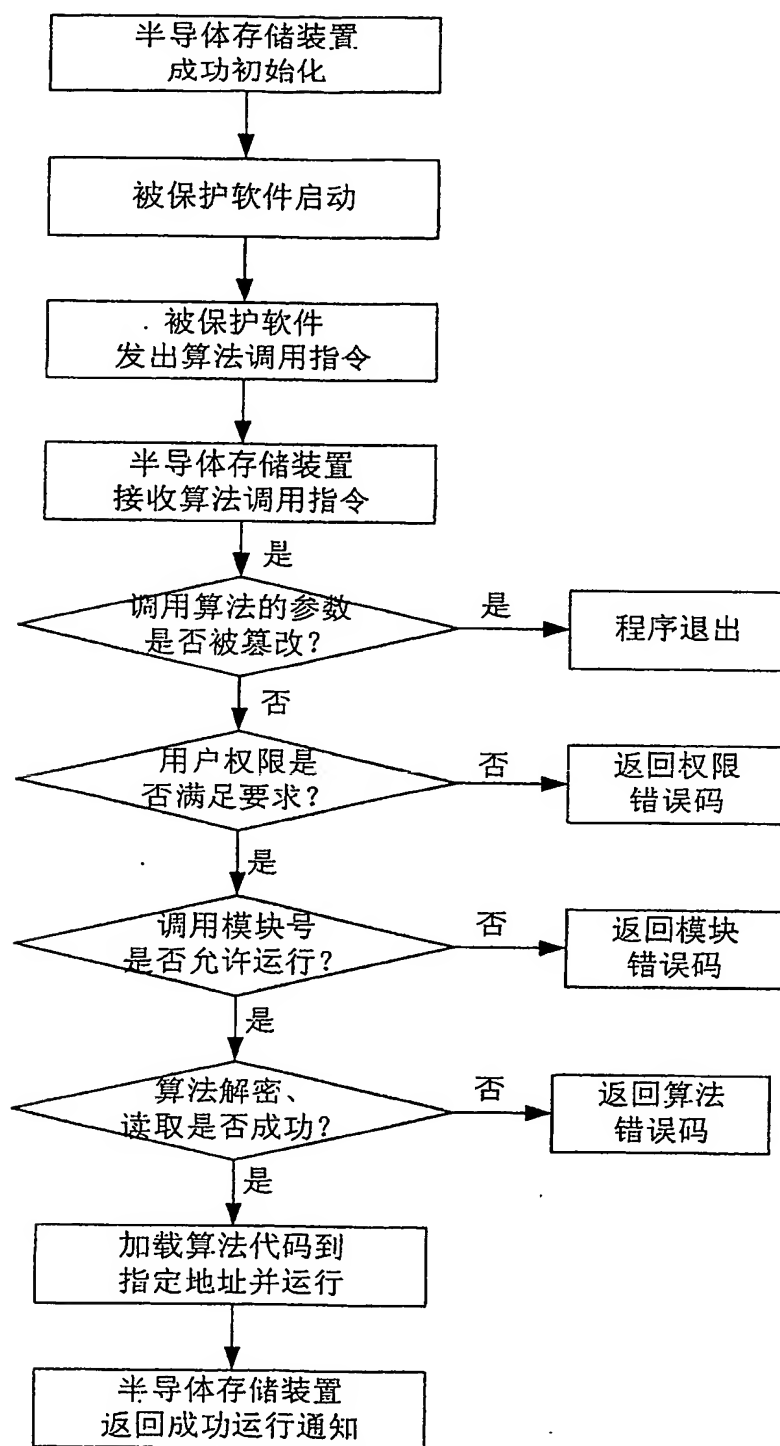 半导体存储装置
成功初始化
被保护软件启动
被保护软件
发出算法调用指令
半导体存储装置
接收算法调用指令
是
调用算法的参数
是否被篡改?
是
程序退出
否
用户权限是
否满足要求?
否
返回权限
错误码
是
调用模块号
是否允许运行?
否
返回模块
错误码
是
算法解密、
读取是否成功?
否
返回算法
错误码
是
加载算法代码到
指定地址并运行
半导体存储装置
返回成功运行通知